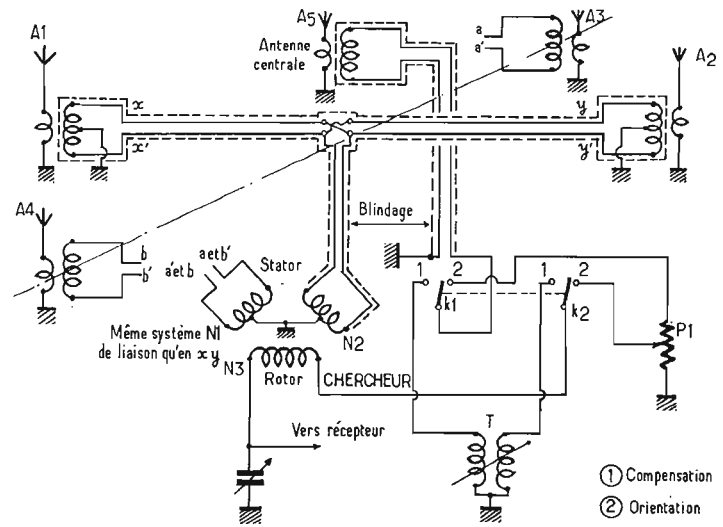 A1
A5
Antenne
centrale
a
a'
A3
A2
x
x'
y
y'
A4
b
b'
a'et b
a et b'
Stator
Blindage
1
2
k1
1
2
k2
P1
Même système N1
de liaison qu'en x y
N2
N3
Rotor
CHERCHEUR
Vers récepteur
T
1 Compensation
2 Orientation